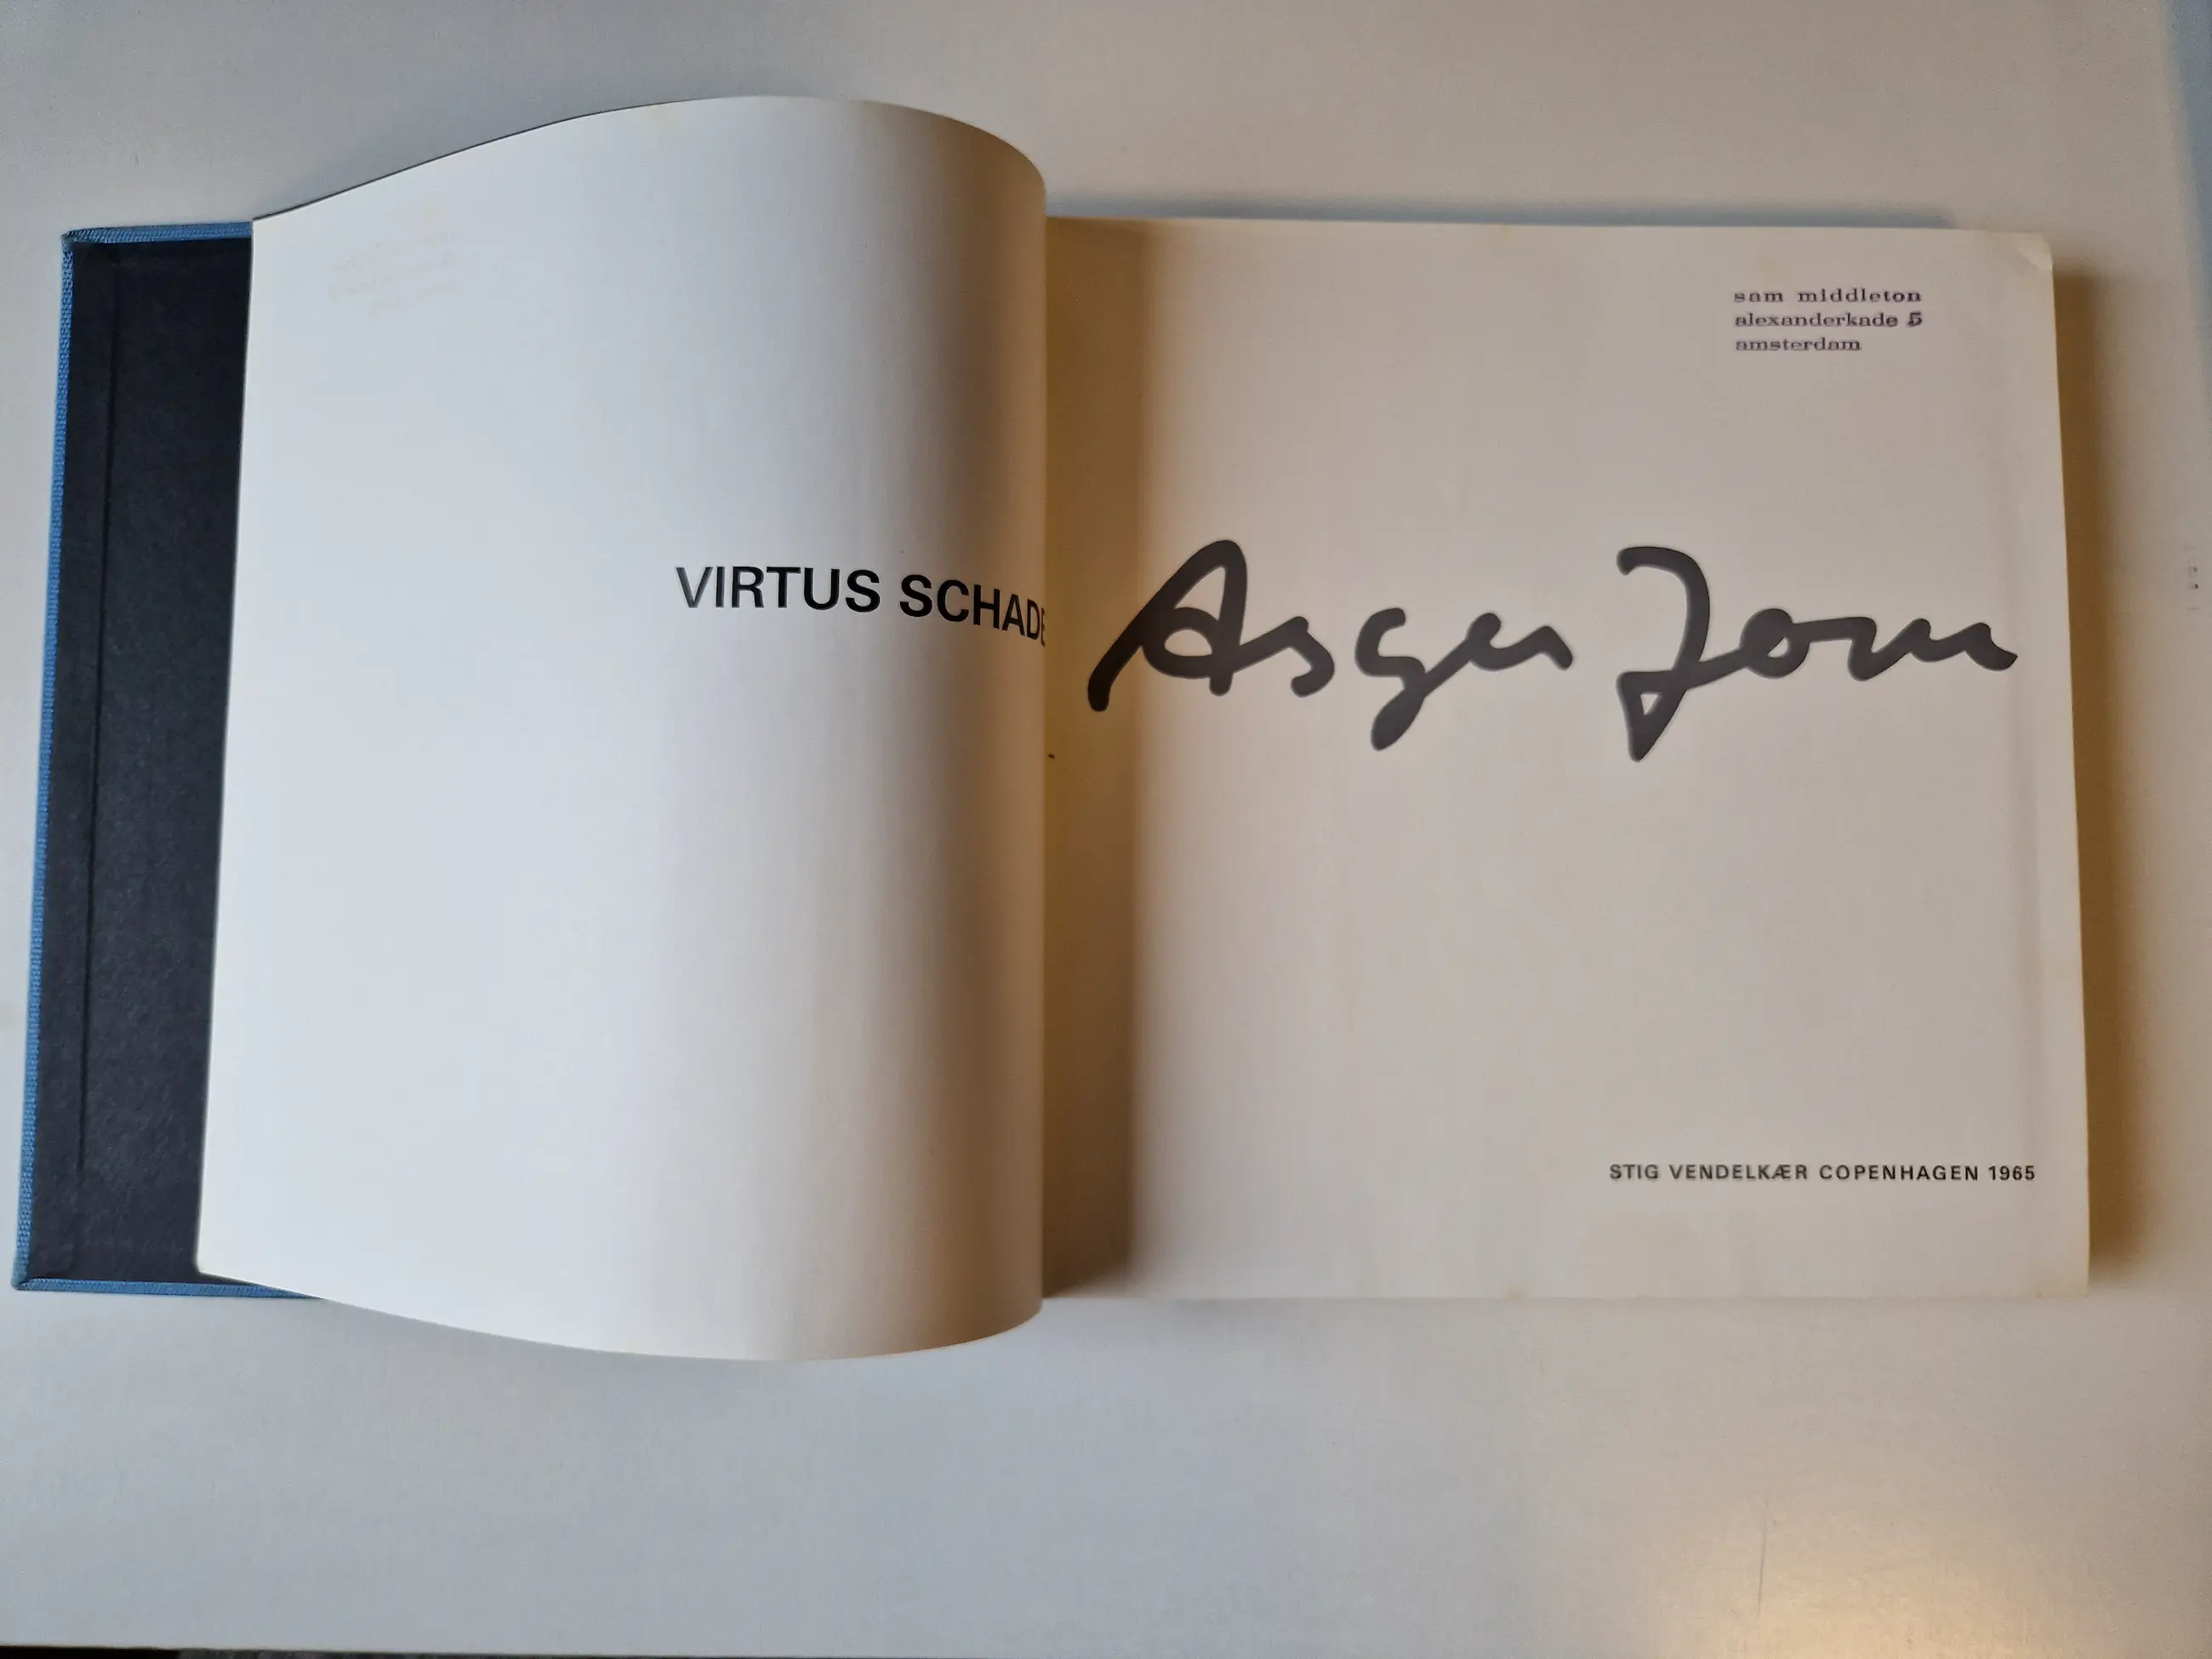 VIRTUS SCHADE
sam middleton
alexanderkade 5
amsterdam
Asger Jorn
STIG VENDELKÆR COPENHAGEN 1965